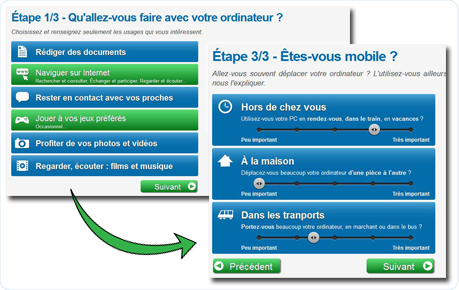 Étape 1/3 - Qu'allez-vous faire avec votre ordinateur ?
Choisissez et renseignez seulement les usages qui vous intéressent.
Rédiger des documents
Naviguer sur Internet
Rechercher et consulter, Échanger et participer, Regarder et écouter...
Rester en contact avec vos proches
Jouer à vos jeux préférés
Occasionnel...
Profiter de vos photos et vidéos
Regarder, écouter : films et musique
Suivant
Étape 3/3 - Êtes-vous mobile ?
Allez-vous souvent déplacer votre ordinateur ? L'utilisez-vous ailleurs
nous l'expliquer.
Hors de chez vous
Utilisez-vous votre PC en rendez-vous, dans le train, en vacances ?
Peu important Très important
À la maison
Déplacez-vous beaucoup votre ordinateur d'une pièce à l'autre ?
Peu important Très important
Dans les tranports
Portez-vous beaucoup votre ordinateur, en marchant ou dans le bus ?
Peu important Très important
Précédent Suivant